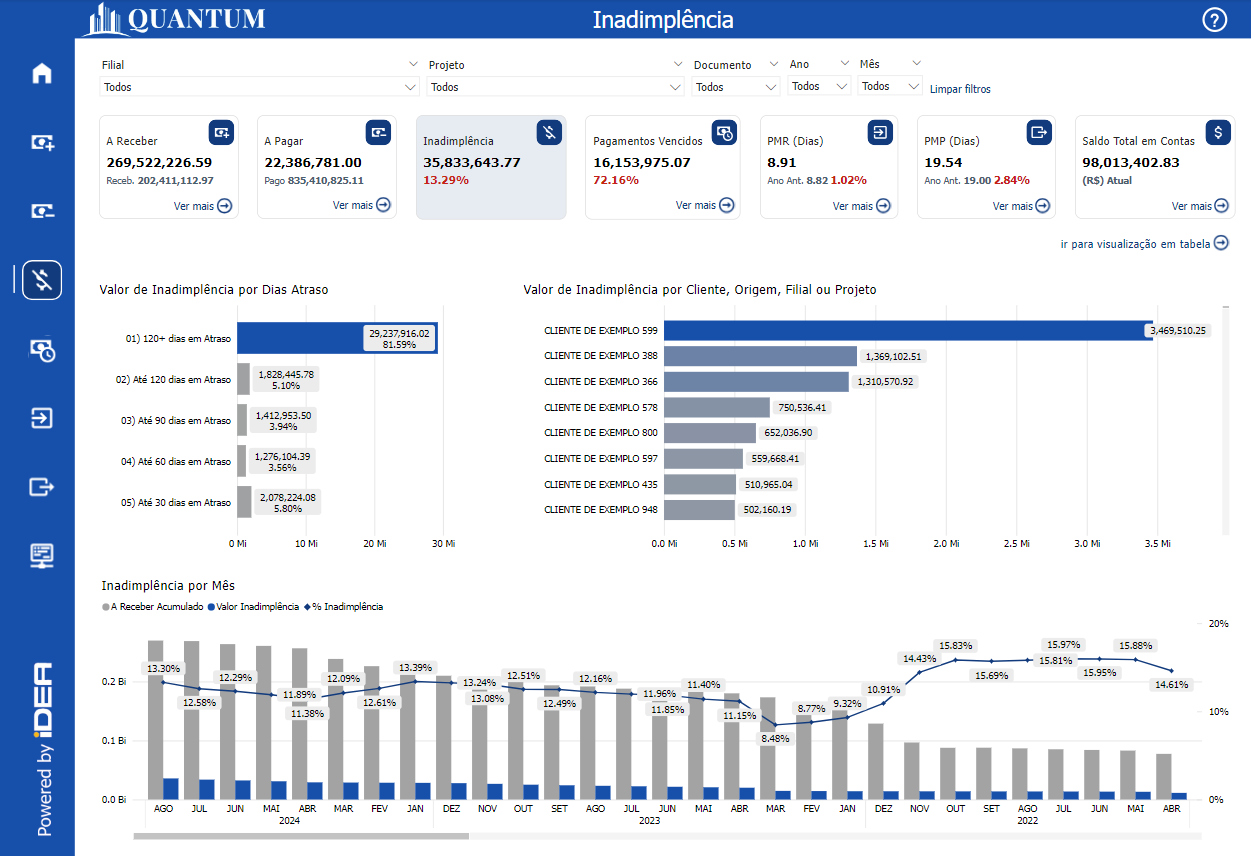 QUANTUM
Inadimplência
?
Filial
Projeto
Documento
Ano
Mês
Todos
Todos
Todos
Todos
Todos
Limpar filtros
A Receber
269,522,226.59
Receb. 202,411,112.97
Ver mais
A Pagar
22,386,781.00
Pago 835,410,825.11
Ver mais
Inadimplência
35,833,643.77
13.29%
Pagamentos Vencidos
16,153,975.07
72.16%
Ver mais
PMR (Dias)
8.91
Ano Ant. 8.82 1.02%
Ver mais
PMP (Dias)
19.54
Ano Ant. 19.00 2.84%
Ver mais
$
Saldo Total em Contas
98,013,402.83
(R$) Atual
Ver mais
ir para visualização em tabela
Valor de Inadimplência por Dias Atraso
01) 120+ dias em Atraso
29,237,916.02
81.59%
02) Até 120 dias em Atraso
1,828,445.78
5.10%
03) Até 90 dias em Atraso
1,412,953.50
3.94%
04) Até 60 dias em Atraso
1,276,104.39
3.56%
05) Até 30 dias em Atraso
2,078,224.08
5.80%
0 Mi 10 Mi 20 Mi 30 Mi
Valor de Inadimplência por Cliente, Origem, Filial ou Projeto
CLIENTE DE EXEMPLO 599 3,469,510.25
CLIENTE DE EXEMPLO 388 1,369,102.51
CLIENTE DE EXEMPLO 366 1,310,570.92
CLIENTE DE EXEMPLO 578 750,536.41
CLIENTE DE EXEMPLO 800 652,036.90
CLIENTE DE EXEMPLO 597 559,668.41
CLIENTE DE EXEMPLO 435 510,965.04
CLIENTE DE EXEMPLO 948 502,160.19
0.0 Mi 0.5 Mi 1.0 Mi 1.5 Mi 2.0 Mi 2.5 Mi 3.0 Mi 3.5 Mi
Inadimplência por Mês
A Receber Acumulado Valor Inadimplência % Inadimplência
20%
10%
0%
0.2 Bi
0.1 Bi
0.0 Bi
13.30% 12.58% 12.29% 11.89% 11.38% 12.09% 12.61% 13.39% 13.24% 13.08% 12.51% 12.49% 12.16% 11.96% 11.85% 11.40% 11.15% 8.48% 8.77% 9.32% 10.91% 14.43% 15.83% 15.69% 15.81% 15.97% 15.95% 15.88% 14.61%
AGO JUL JUN MAI ABR MAR FEV JAN DEZ NOV OUT SET AGO JUL JUN MAI ABR MAR FEV JAN DEZ NOV OUT SET AGO JUL JUN MAI ABR
2024 2023 2022
Powered by iDEA